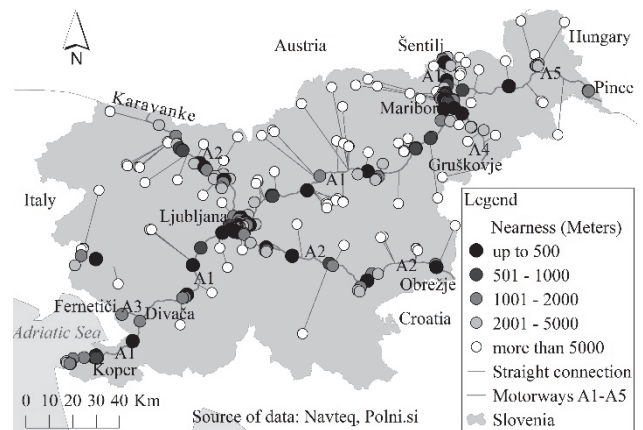 N
Austria
Hungary
Šentilj
A1
A5
Pince
Karavanke
Maribor
A2
A4
Gruškovje
A1
Italy
Ljubljana
A2
A2
A1
Obrežje
Fernetiči A3
Divača
Croatia
Adriatic Sea
A1
Koper
0 10 20 30 40 Km
Source of data: Navteq, Polni.si
Legend
Nearness (Meters)
up to 500
501 - 1000
1001 - 2000
2001 - 5000
more than 5000
Straight connection
Motorways A1-A5
Slovenia